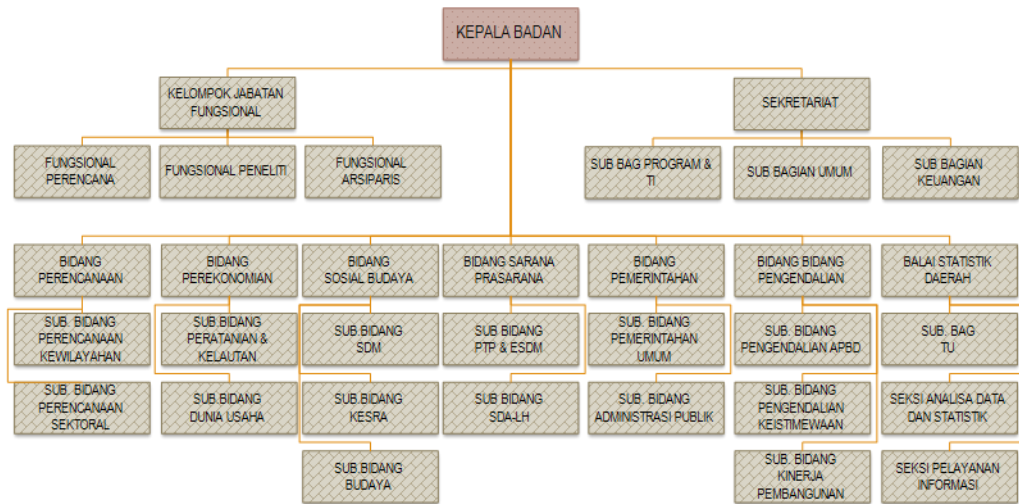 KEPALA BADAN
KELOMPOK JABATAN
FUNGSIONAL
SEKRETARIAT
FUNGSIONAL
PERENCANA
FUNGSIONAL PENELITI
FUNGSIONAL
ARSIPARIS
SUB BAG PROGRAM &
TI
SUB BAGIAN UMUM
SUB BAGIAN
KEUANGAN
BIDANG
PERENCANAAN
BIDANG
PEREKONOMIAN
BIDANG
SOSIAL BUDAYA
BIDANG SARANA
PRASARANA
BIDANG
PEMERINTAHAN
BIDANG BIDANG
PENGENDALIAN
BALAI STATISTIK
DAERAH
SUB. BIDANG
PERENCANAAN
KEWILAYAHAN
SUB.BIDANG
PERATANIAN &
KELAUTAN
SUB.BIDANG
SDM
SUB BIDANG
PTP & ESDM
SUB. BIDANG
PEMERINTAHAN
UMUM
SUB. BIDANG
PENGENDALIAN APBD
SUB. BAG
TU
SUB. BIDANG
PERENCANAAN
SEKTORAL
SUB.BIDANG
DUNIA USAHA
SUB.BIDANG
KESRA
SUB BIDANG
SDA-LH
SUB. BIDANG
ADMINISTRASI PUBLIK
SUB. BIDANG
PENGENDALIAN
KEISTIMEWAAN
SEKSI ANALISA DATA
DAN STATISTIK
SUB.BIDANG
BUDAYA
SUB. BIDANG
KINERJA
PEMBANGUNAN
SEKSI PELAYANAN
INFORMASI